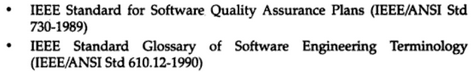 • IEEE Standard for Software Quality Assurance Plans (IEEE/ANSI Std
730-1989)
• IEEE Standard Glossary of Software Engineering Terminology
(IEEE/ANSI Std 610.12-1990)